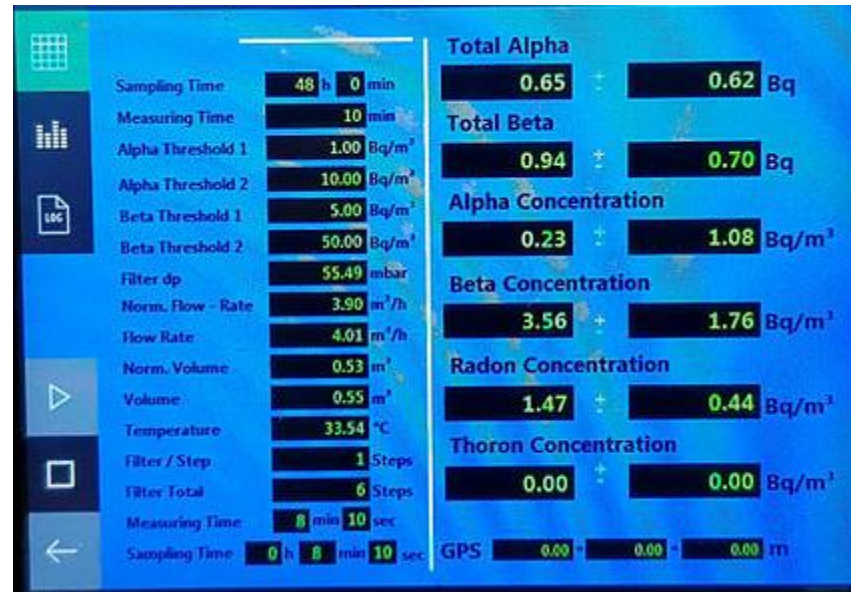 LOG
Sampling Time 48 h 0 min
Measuring Time 10 min
Alpha Threshold 1 1.00 Bq/m³
Alpha Threshold 2 10.00 Bq/m³
Beta Threshold 1 5.00 Bq/m³
Beta Threshold 2 50.00 Bq/m³
Filter dp 55.49 mbar
Norm. Flow - Rate 3.90 m³/h
Flow Rate 4.01 m³/h
Norm. Volume 0.53 m³
Volume 0.55 m³
Temperature 33.54 °C
Filter / Step 1 Steps
Filter Total 6 Steps
Measuring Time 8 min 10 sec
Sampling Time 0 h 8 min 10 sec
Total Alpha
0.65 ± 0.62 Bq
Total Beta
0.94 ± 0.70 Bq
Alpha Concentration
0.23 ± 1.08 Bq/m³
Beta Concentration
3.56 ± 1.76 Bq/m³
Radon Concentration
1.47 ± 0.44 Bq/m³
Thoron Concentration
0.00 ± 0.00 Bq/m³
GPS 0.00 ° 0.00 ° 0.00 m